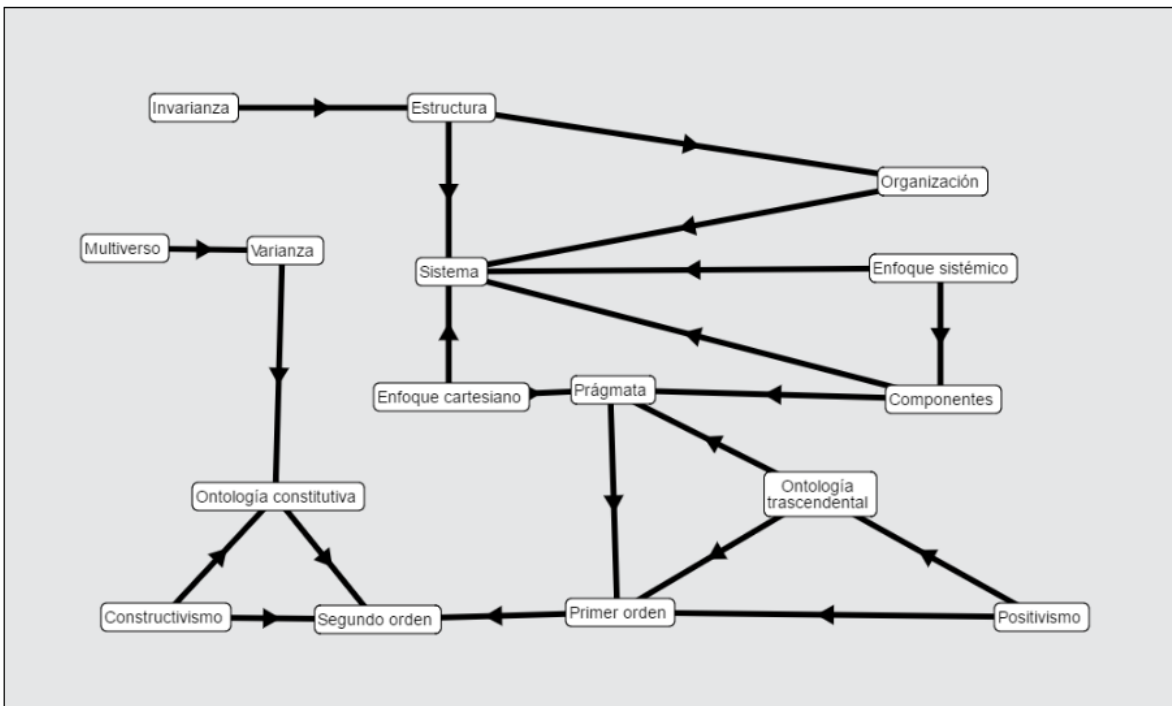 Invarianza
Estructura
Organización
Multiverso
Varianza
Sistema
Enfoque sistémico
Enfoque cartesiano
Prágmata
Componentes
Ontología constitutiva
Ontología
trascendental
Constructivismo
Segundo orden
Primer orden
Positivismo